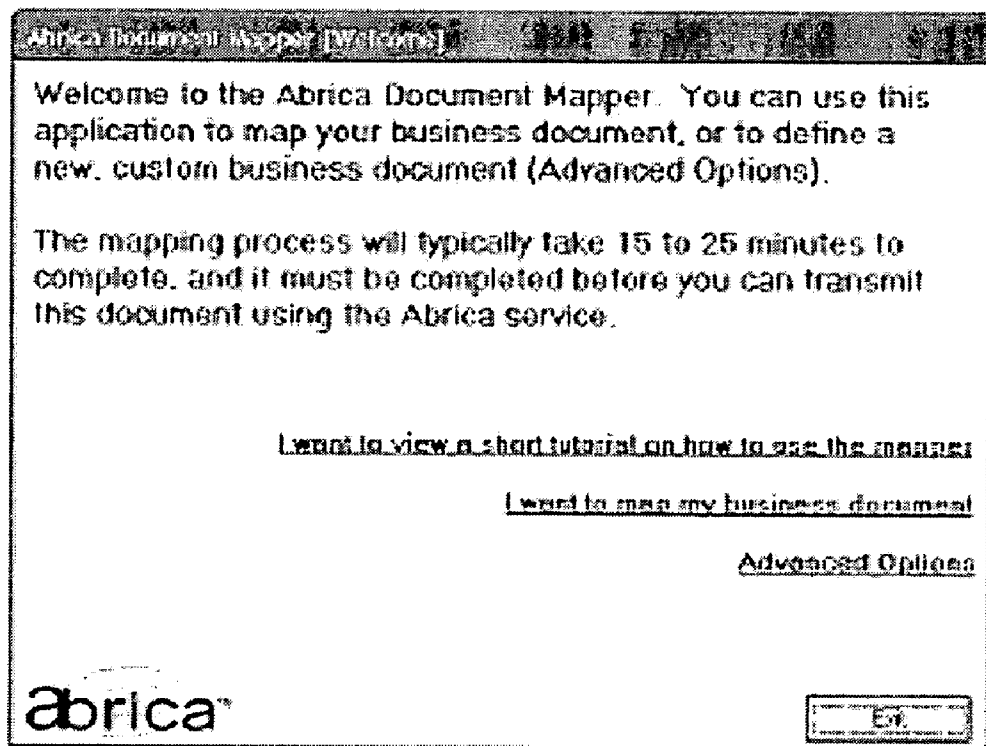 Abrica Document Mapper [Welcome]
Welcome to the Abrica Document Mapper. You can use this
application to map your business document, or to define a
new, custom business document (Advanced Options).
The mapping process will typically take 15 to 25 minutes to
complete, and it must be completed before you can transmit
this document using the Abrica service.
I want to view a short tutorial on how to use the mapper
I want to map my business document
Advanced Options
abrica™
Exit